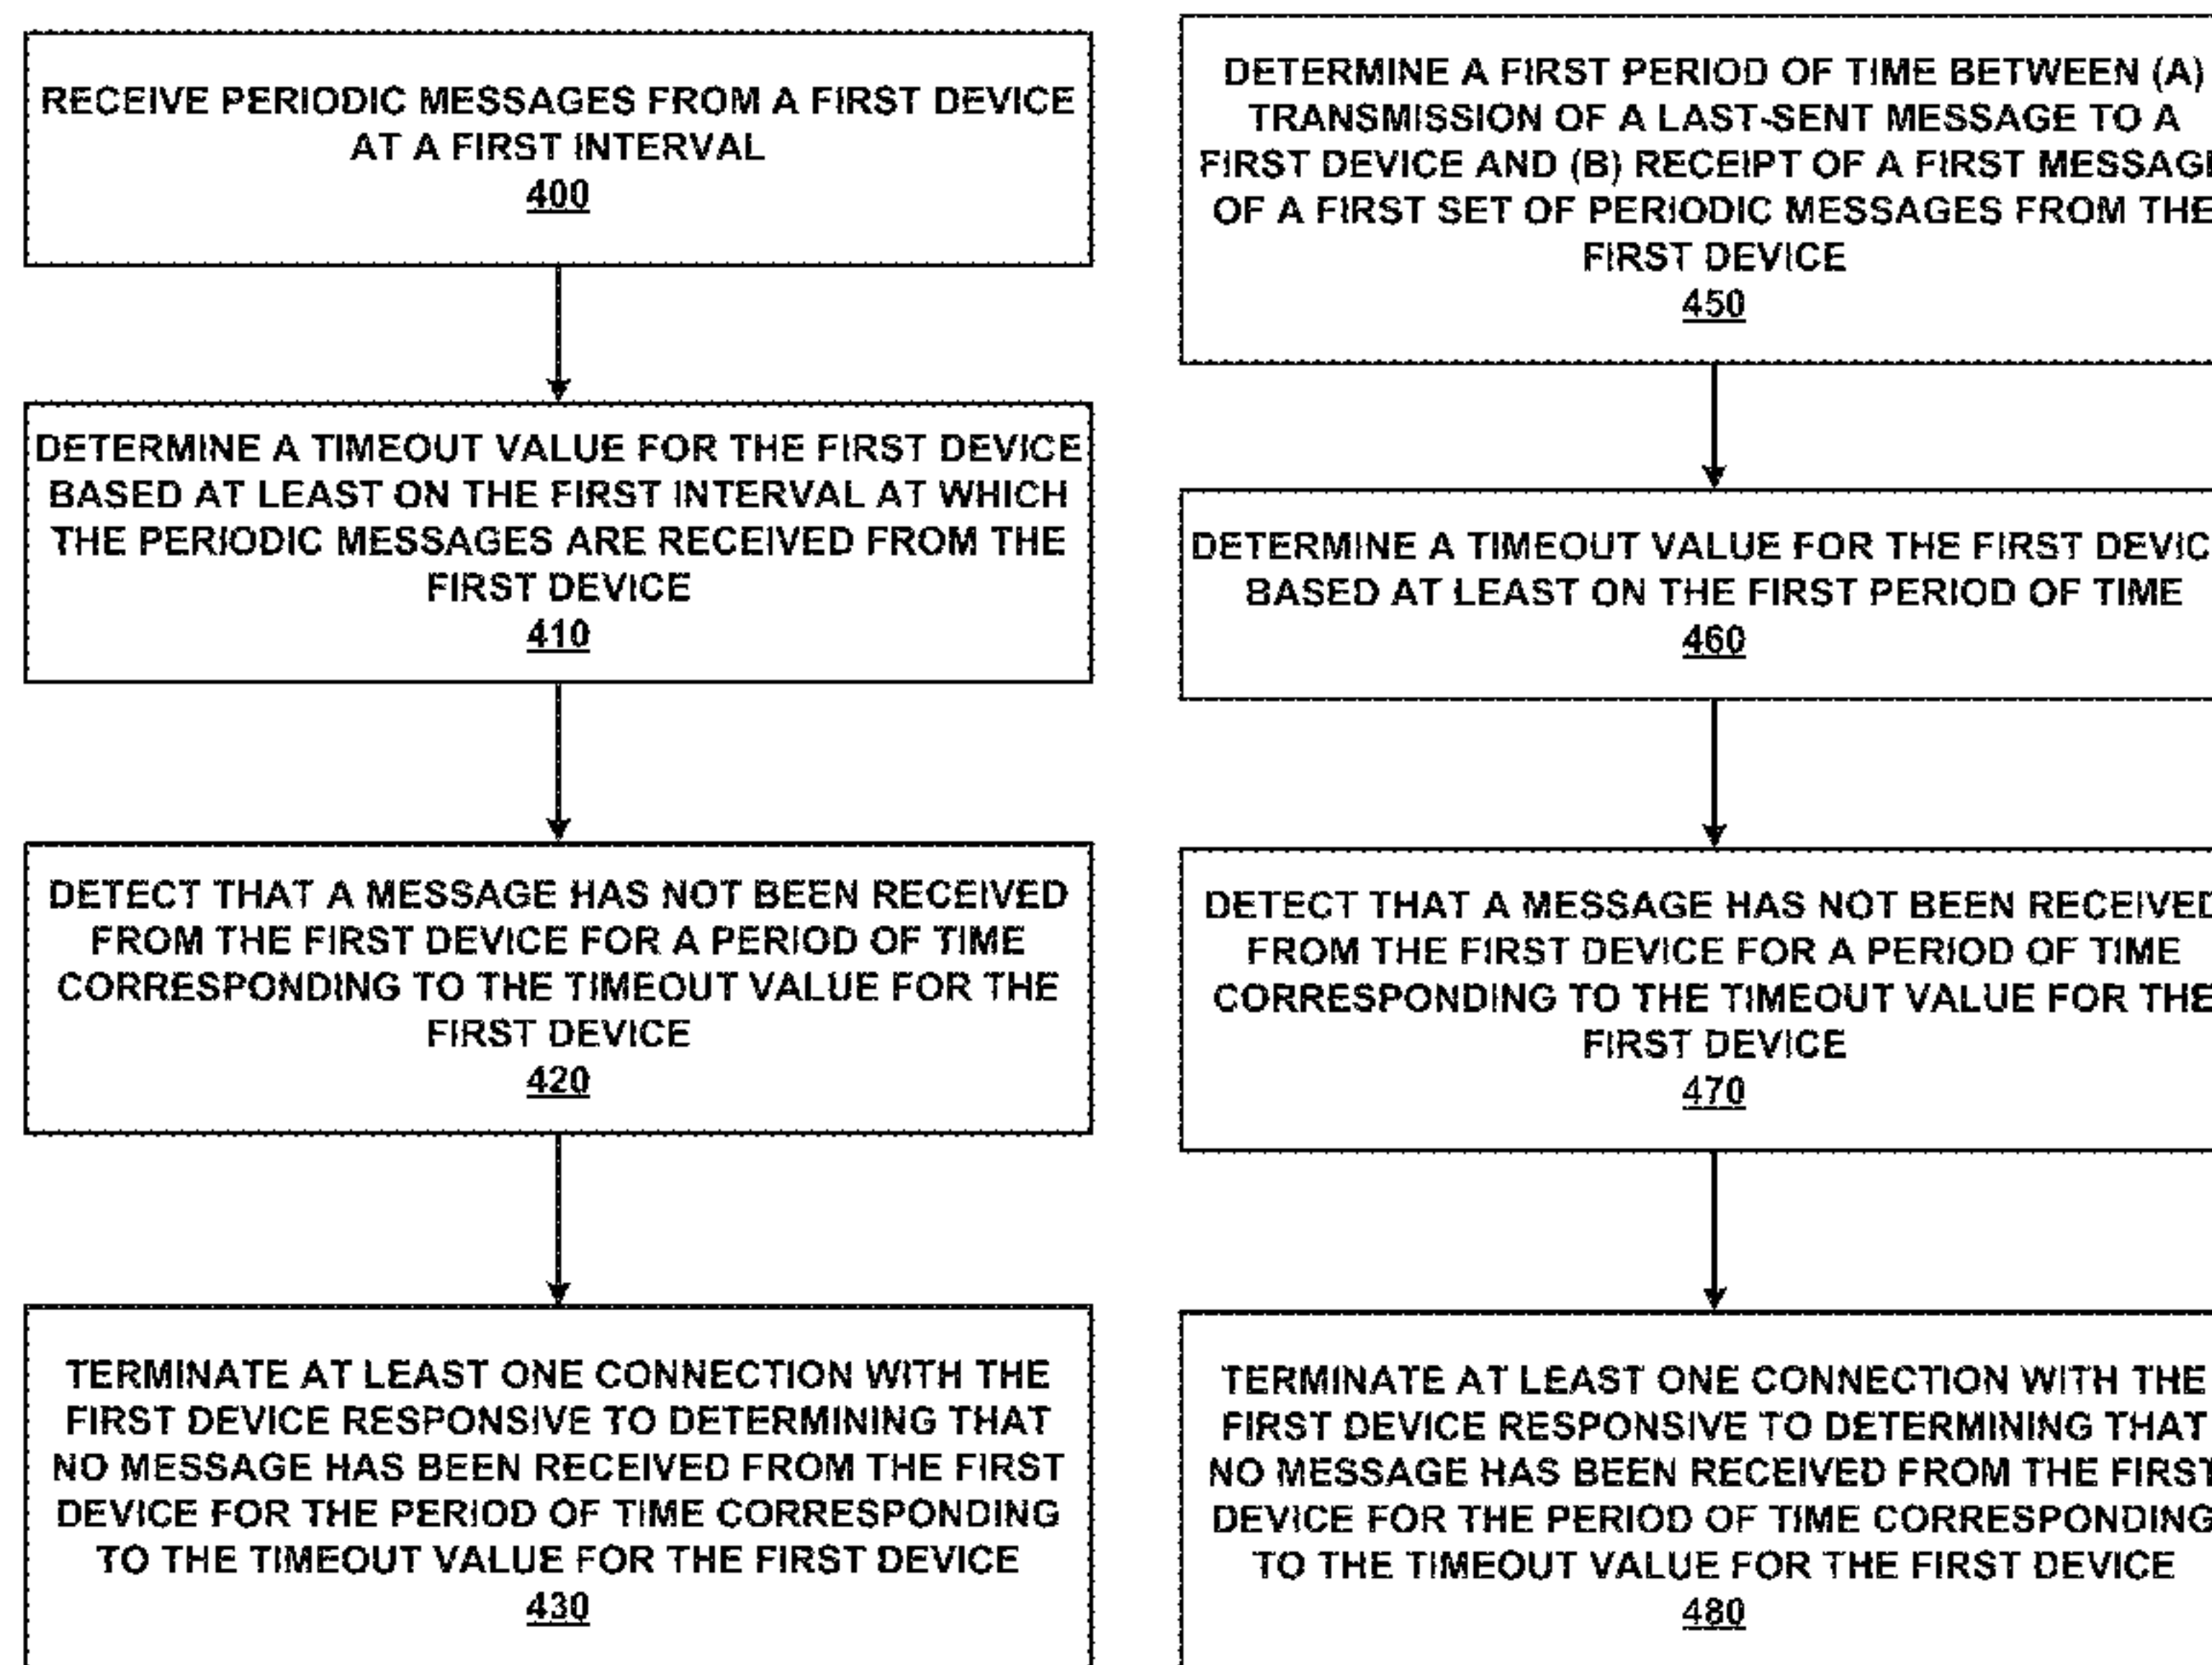 RECEIVE PERIODIC MESSAGES FROM A FIRST DEVICE
AT A FIRST INTERVAL
400
DETERMINE A TIMEOUT VALUE FOR THE FIRST DEVICE
BASED AT LEAST ON THE FIRST INTERVAL AT WHICH
THE PERIODIC MESSAGES ARE RECEIVED FROM THE
FIRST DEVICE
410
DETECT THAT A MESSAGE HAS NOT BEEN RECEIVED
FROM THE FIRST DEVICE FOR A PERIOD OF TIME
CORRESPONDING TO THE TIMEOUT VALUE FOR THE
FIRST DEVICE
420
TERMINATE AT LEAST ONE CONNECTION WITH THE
FIRST DEVICE RESPONSIVE TO DETERMINING THAT
NO MESSAGE HAS BEEN RECEIVED FROM THE FIRST
DEVICE FOR THE PERIOD OF TIME CORRESPONDING
TO THE TIMEOUT VALUE FOR THE FIRST DEVICE
430
DETERMINE A FIRST PERIOD OF TIME BETWEEN (A)
TRANSMISSION OF A LAST-SENT MESSAGE TO A
FIRST DEVICE AND (B) RECEIPT OF A FIRST MESSAGE
OF A FIRST SET OF PERIODIC MESSAGES FROM THE
FIRST DEVICE
450
DETERMINE A TIMEOUT VALUE FOR THE FIRST DEVIC
BASED AT LEAST ON THE FIRST PERIOD OF TIME
460
DETECT THAT A MESSAGE HAS NOT BEEN RECEIVED
FROM THE FIRST DEVICE FOR A PERIOD OF TIME
CORRESPONDING TO THE TIMEOUT VALUE FOR THE
FIRST DEVICE
470
TERMINATE AT LEAST ONE CONNECTION WITH THE
FIRST DEVICE RESPONSIVE TO DETERMINING THAT
NO MESSAGE HAS BEEN RECEIVED FROM THE FIRST
DEVICE FOR THE PERIOD OF TIME CORRESPONDING
TO THE TIMEOUT VALUE FOR THE FIRST DEVICE
480